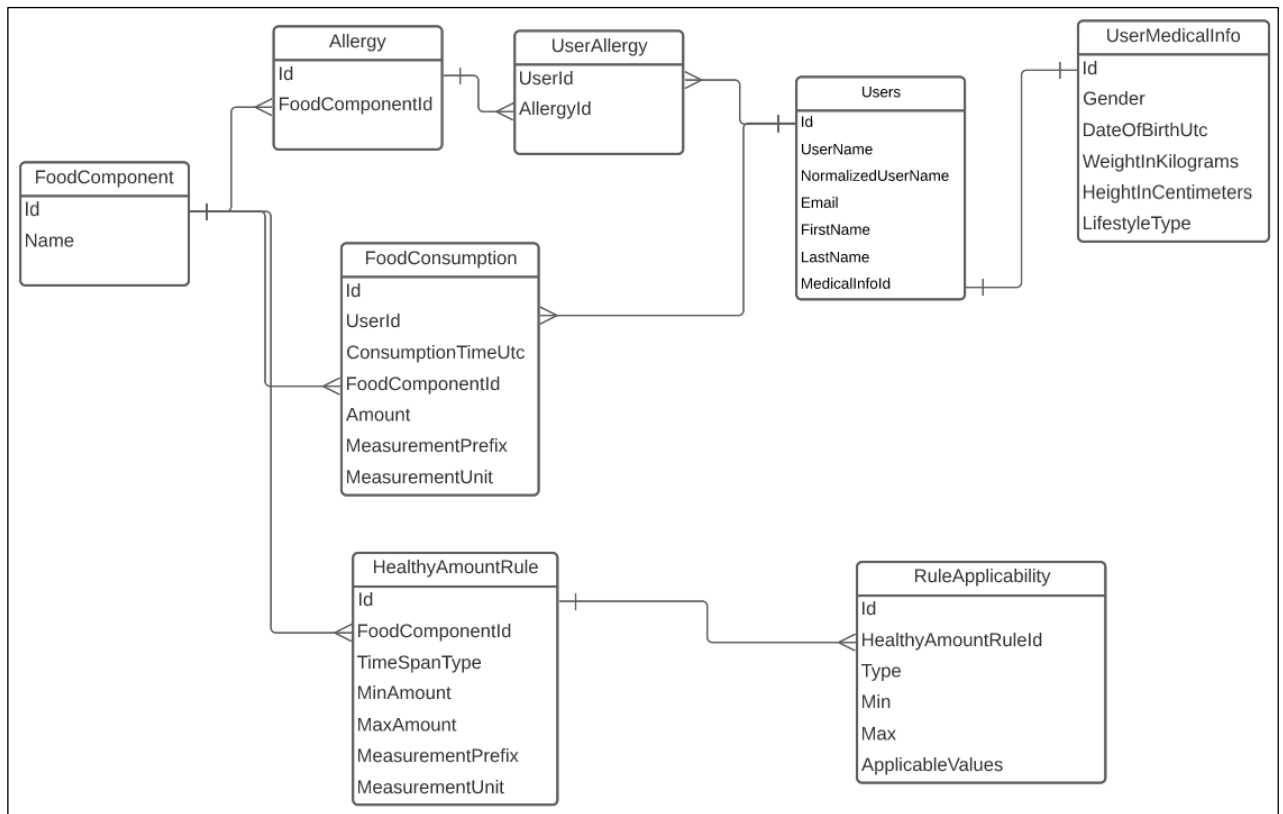 Allergy
Id
FoodComponentId
UserAllergy
UserId
AllergyId
UserMedicalInfo
Id
Gender
DateOfBirthUtc
WeightInKilograms
HeightInCentimeters
LifestyleType
Users
Id
UserName
NormalizedUserName
Email
FirstName
LastName
MedicalInfoId
FoodComponent
Id
Name
FoodConsumption
Id
UserId
ConsumptionTimeUtc
FoodComponentId
Amount
MeasurementPrefix
MeasurementUnit
HealthyAmountRule
Id
FoodComponentId
TimeSpanType
MinAmount
MaxAmount
MeasurementPrefix
MeasurementUnit
RuleApplicability
Id
HealthyAmountRuleId
Type
Min
Max
ApplicableValues